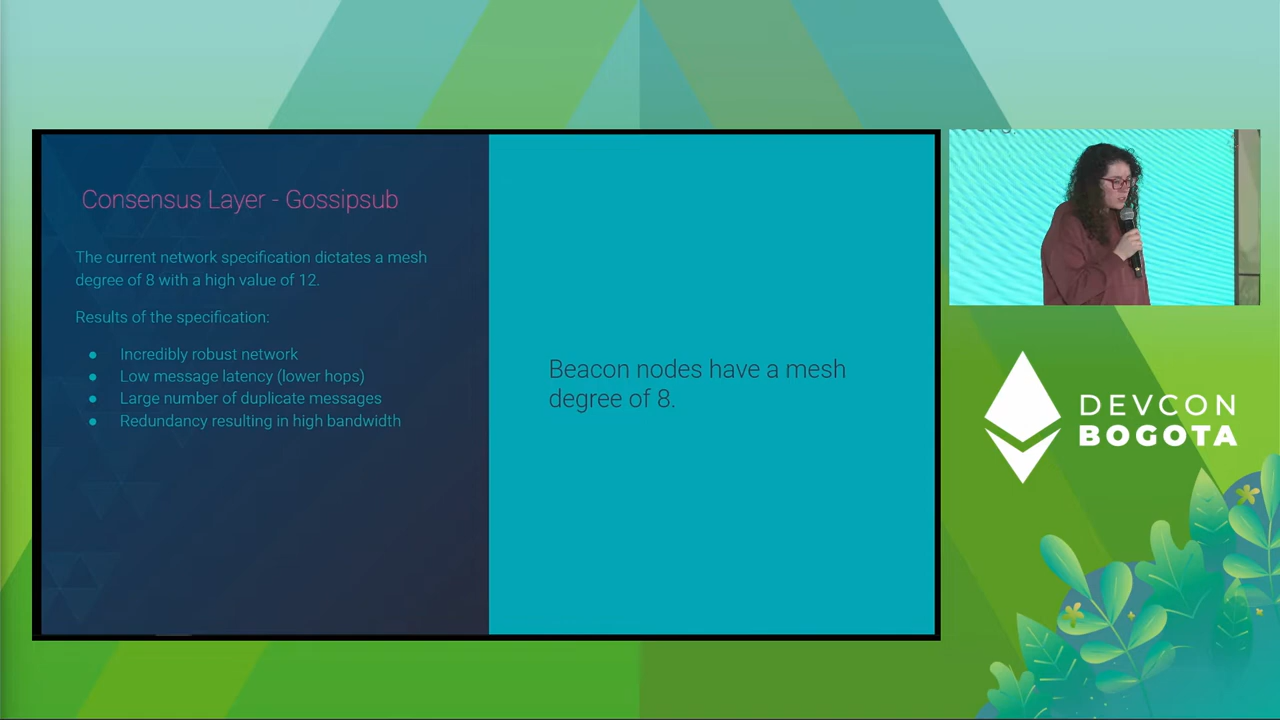 Consensus Layer - Gossipsub
The current network specification dictates a mesh
degree of 8 with a high value of 12.
Results of the specification:
● Incredibly robust network
● Low message latency (lower hops)
● Large number of duplicate messages
● Redundancy resulting in high bandwidth
Beacon nodes have a mesh
degree of 8.
DEVCON
BOGOTA